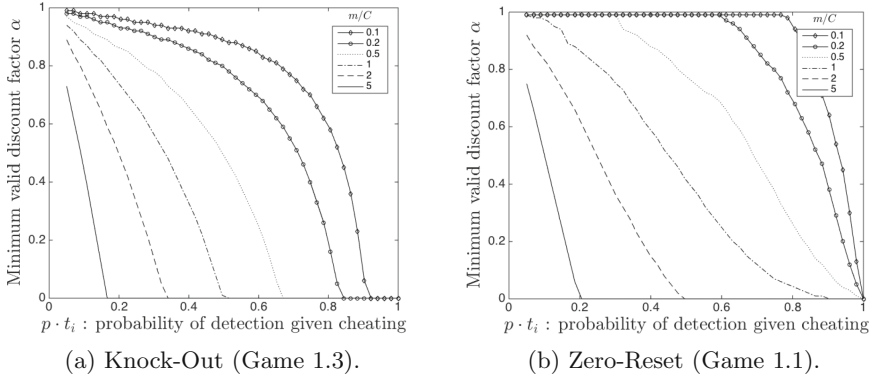 Minimum valid discount factor α
1
0.8
0.6
0.4
0.2
0
0 0.2 0.4 0.6 0.8 1
m/C
0.1
0.2
0.5
1
2
5
p · t_i : probability of detection given cheating
(a) Knock-Out (Game 1.3).
Minimum valid discount factor α
1
0.8
0.6
0.4
0.2
0
0 0.2 0.4 0.6 0.8 1
m/C
0.1
0.2
0.5
1
2
5
p · t_i : probability of detection given cheating
(b) Zero-Reset (Game 1.1).